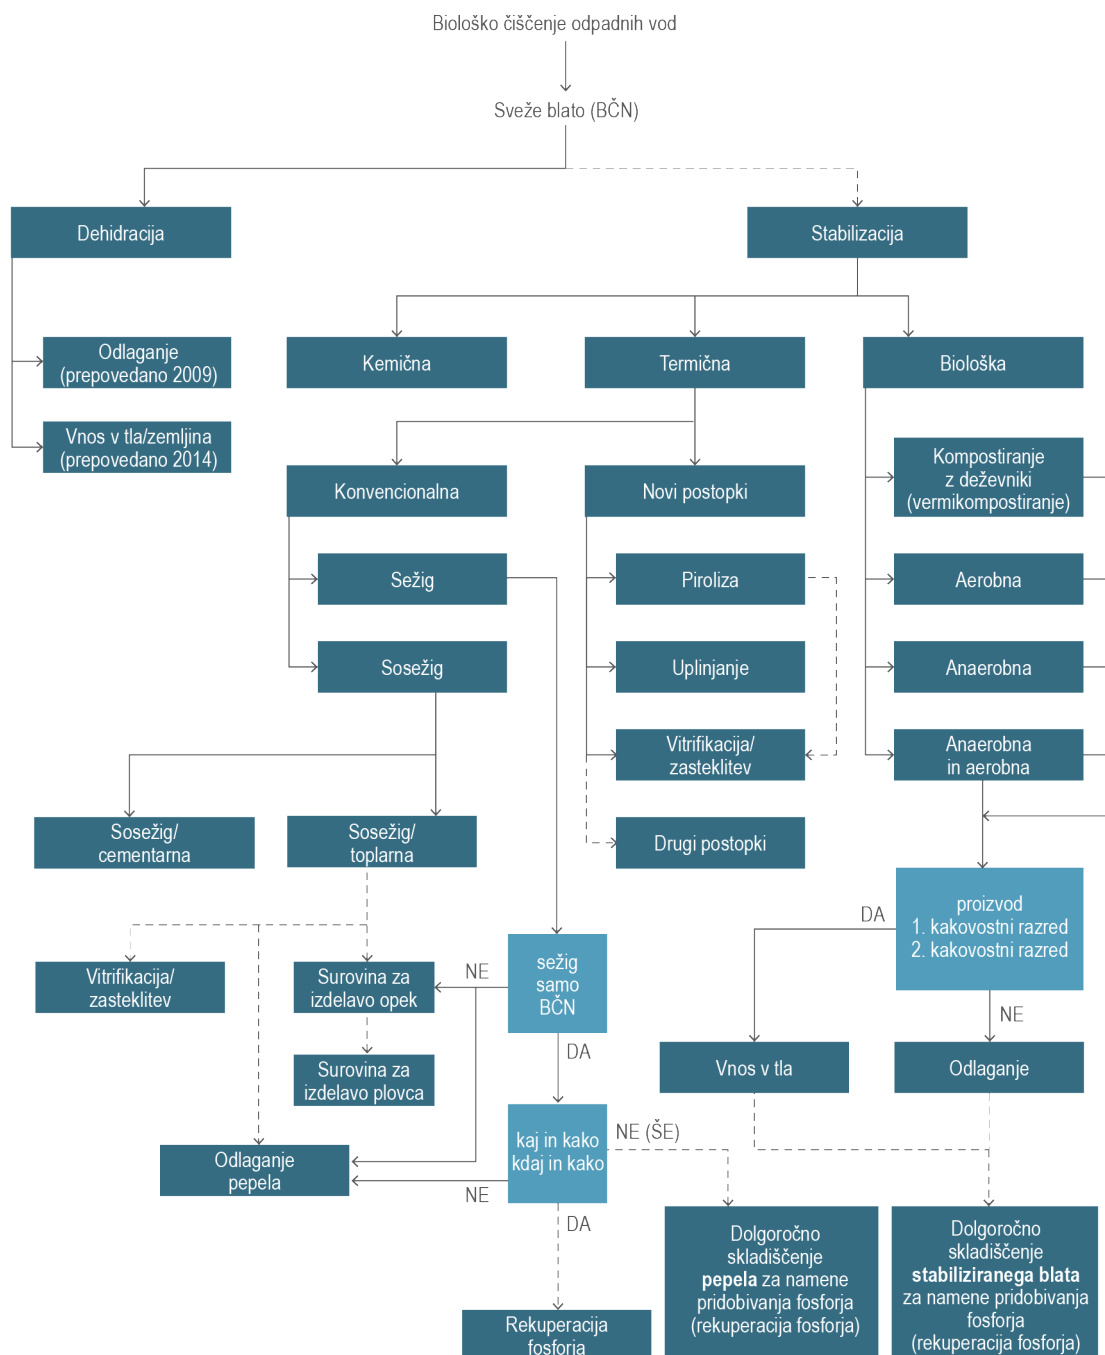 Biološko čiščenje odpadnih vod
Sveže blato (BČN)
Dehidracija
Stabilizacija
Odlaganje
(prepovedano 2009)
Kemična
Termična
Biološka
Vnos v tla/zemljina
(prepovedano 2014)
Konvencionalna
Novi postopki
Kompostiranje
z deževniki
(vermikompostiranje)
Sežig
Piroliza
Aerobna
Sosežig
Uplinjanje
Anaerobna
Vitrifikacija/
zasteklitev
Anaerobna
in aerobna
Sosežig/
cementarna
Sosežig/
toplarna
Drugi postopki
DA
proizvod
1. kakovostni razred
2. kakovostni razred
Vitrifikacija/
zasteklitev
Surovina za
izdelavo opek
NE
sežig
samo
BČN
NE
DA
Surovina za
izdelavo plovca
Vnos v tla
Odlaganje
Odlaganje
pepela
kaj in kako
kdaj in kako
NE (ŠE)
NE
DA
Dolgoročno
skladiščenje
pepela za namene
pridobivanja fosforja
(rekuperacija fosforja)
Dolgoročno
skladiščenje
stabiliziranega blata
za namene pridobivanja
fosforja
(rekuperacija fosforja)
Rekuperacija
fosforja